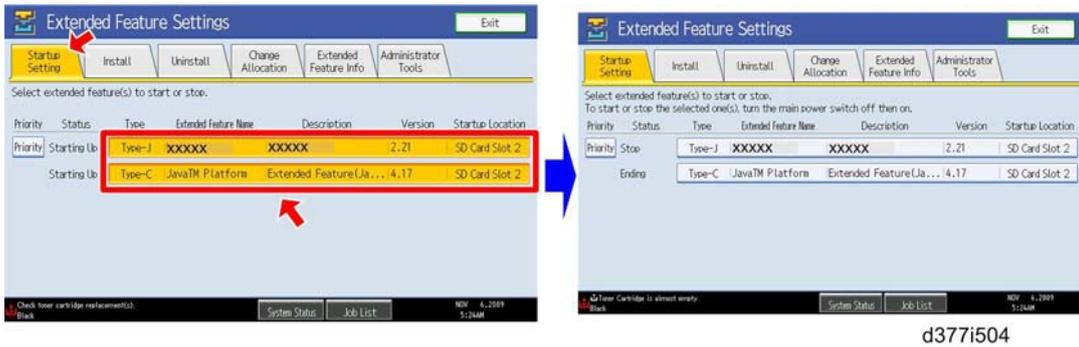 Extended Feature Settings
Exit
Startup Setting
Install
Uninstall
Change Allocation
Extended Feature Info
Administrator Tools
Select extended feature(s) to start or stop.
Priority Status Type Extended Feature Name Description Version Startup Location
Priority Starting Up Type-J XXXXX XXXXX 2.21 SD Card Slot 2
Starting Up Type-C JavaTM Platform Extended Feature(Ja... 4.17 SD Card Slot 2
Check toner cartridge replacement(s).
Black
System Status
Job List
NOV 6,2009
5:24AM
Extended Feature Settings
Exit
Startup Setting
Install
Uninstall
Change Allocation
Extended Feature Info
Administrator Tools
Select extended feature(s) to start or stop.
To start or stop the selected one(s), turn the main power switch off then on.
Priority Status Type Extended Feature Name Description Version Startup Location
Priority Stop Type-J XXXXX XXXXX 2.21 SD Card Slot 2
Ending Type-C JavaTM Platform Extended Feature(Ja... 4.17 SD Card Slot 2
Toner Cartridge is almost empty.
Black
System Status
Job List
NOV 6,2009
5:24AM
d377i504